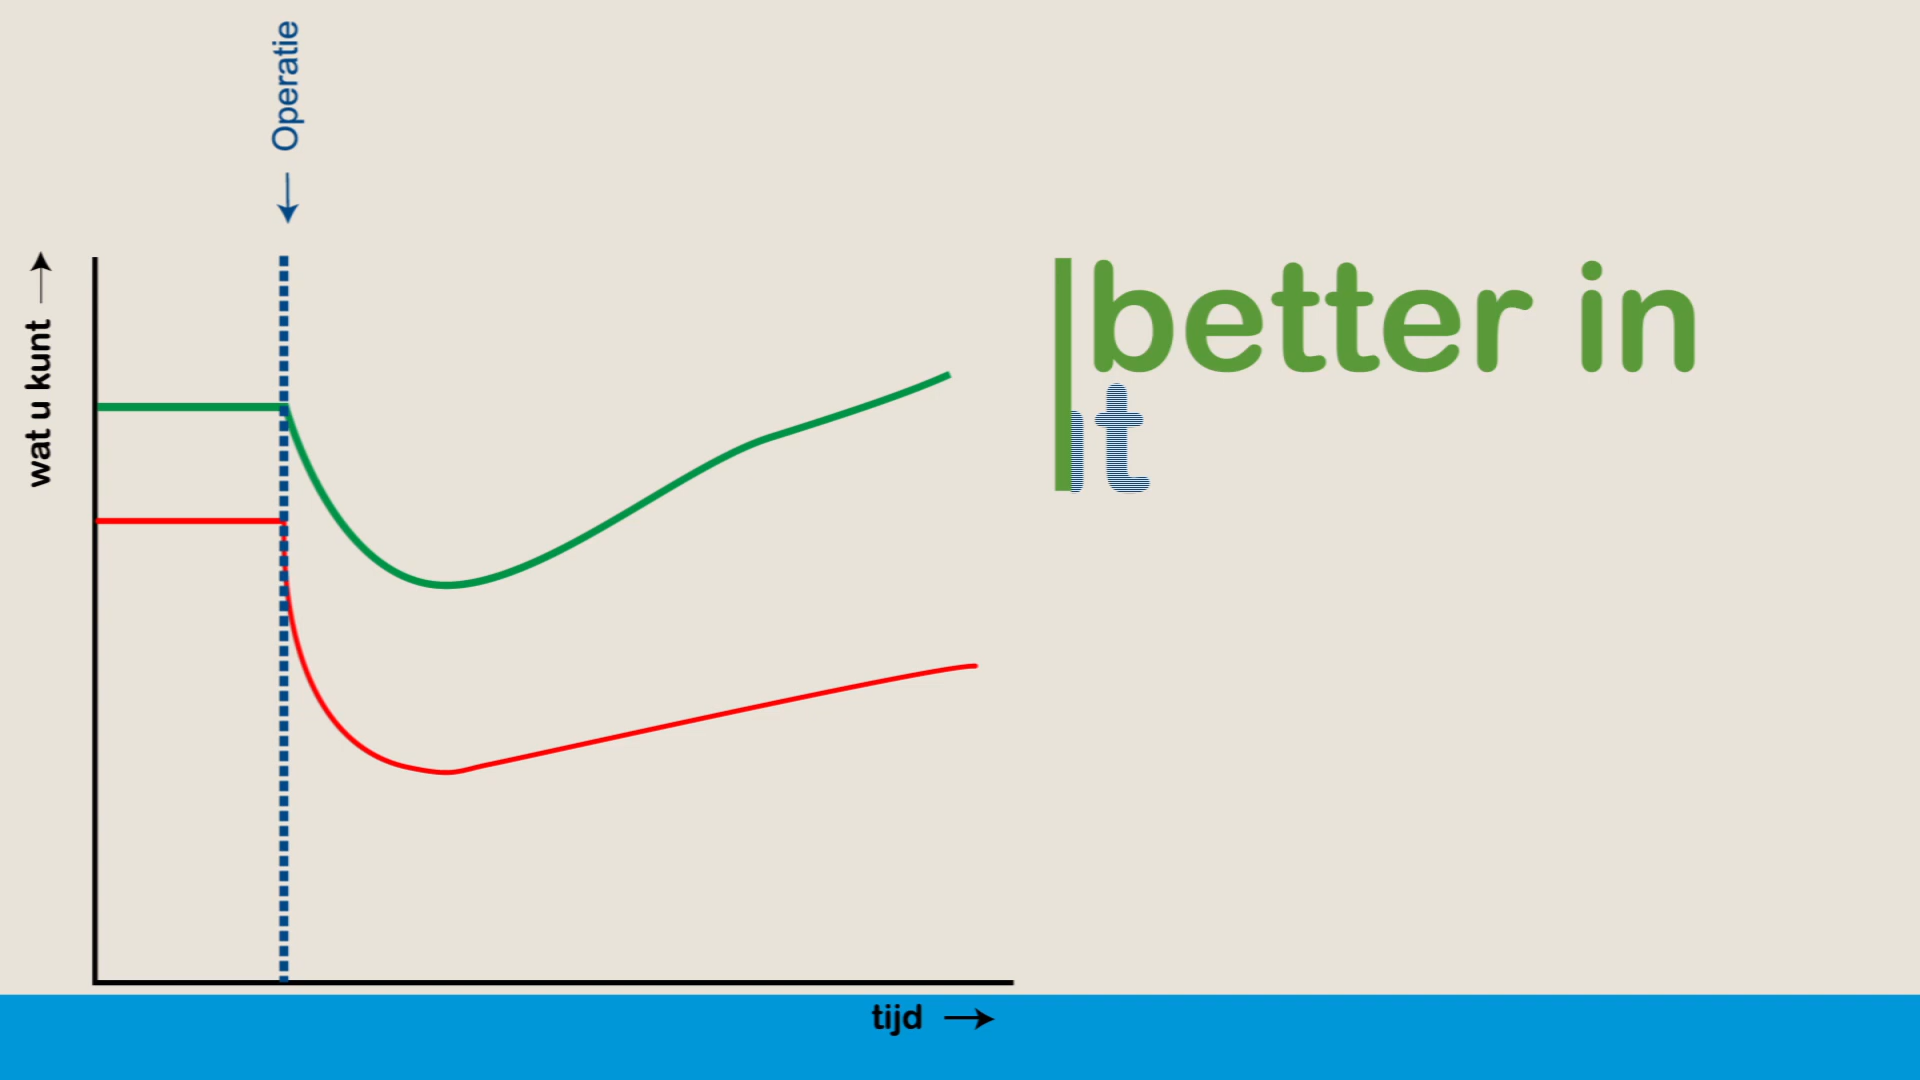 Operatie
wat u kunt
better in
tijd